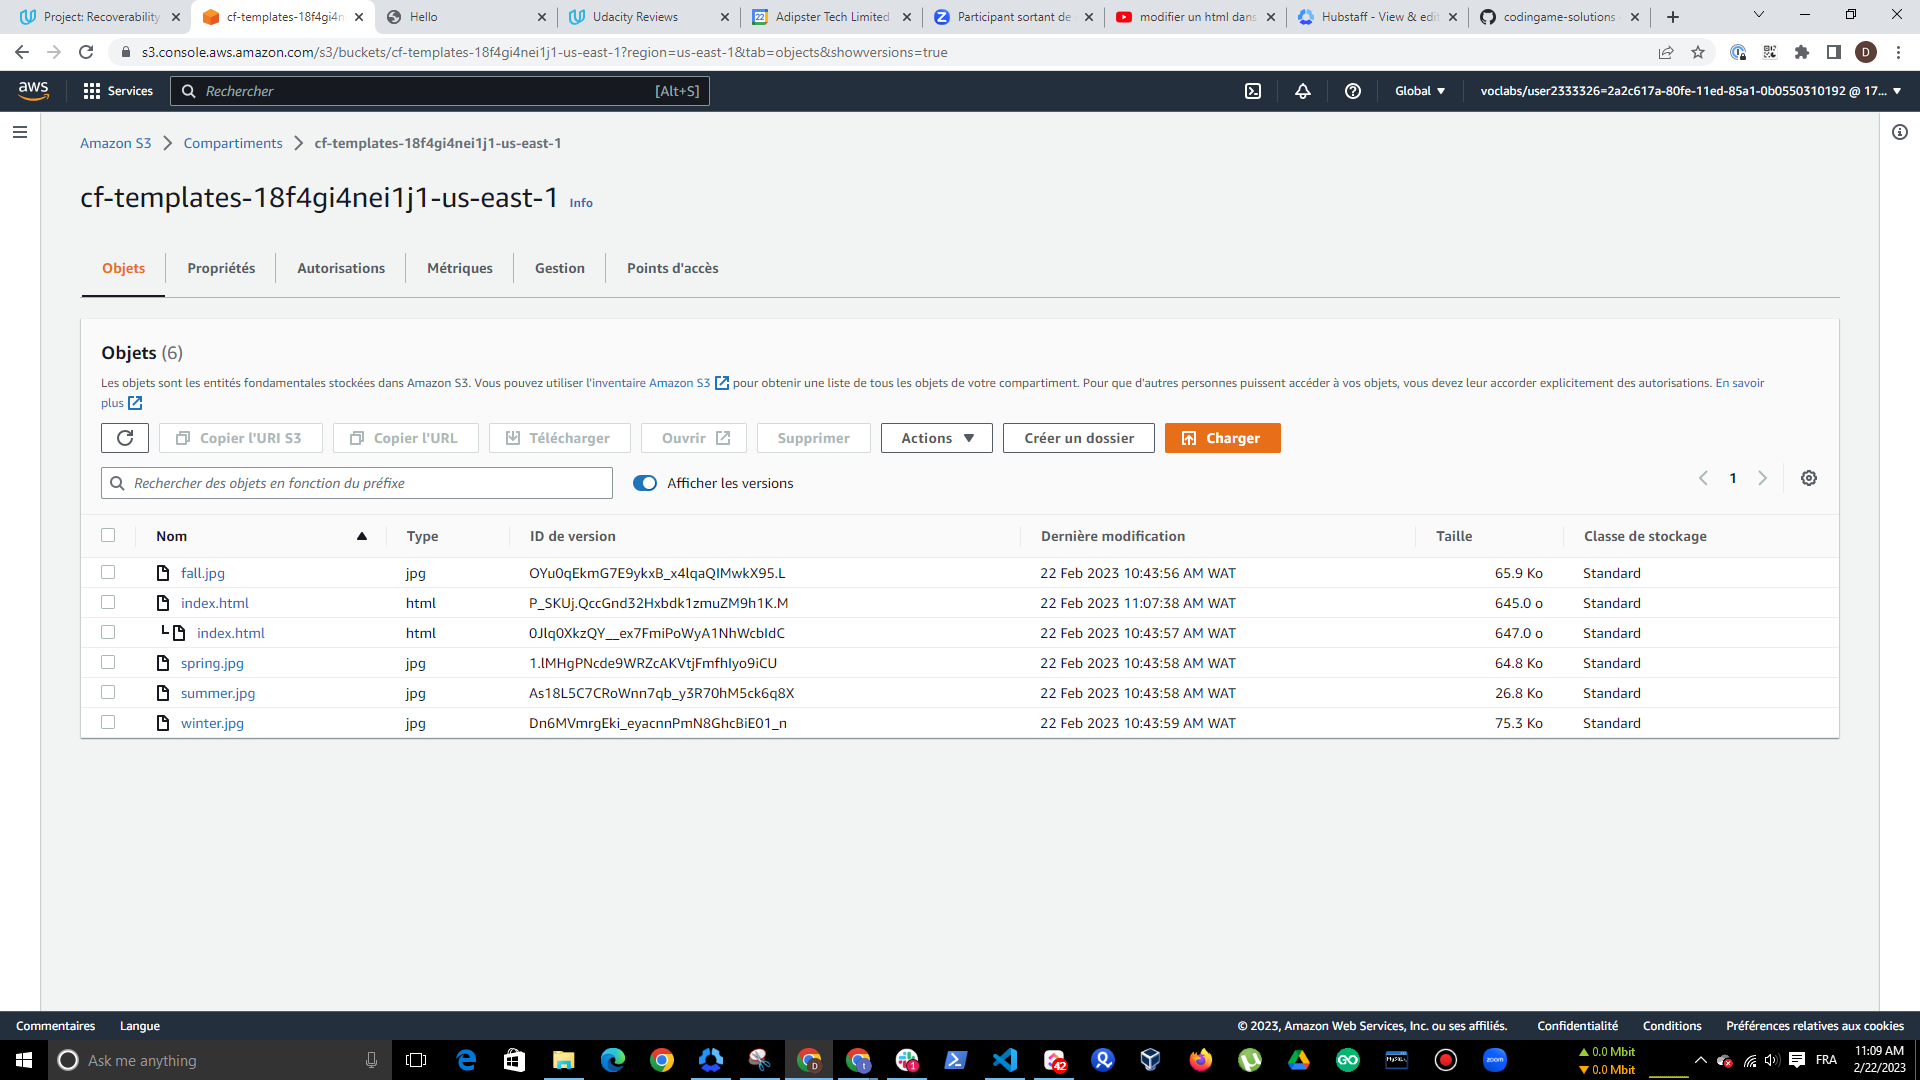 Project: Recoverability
cf-templates-18f4gi4n
Hello
Udacity Reviews
22
Adipster Tech Limited
Participant sortant de
modifier un html dans
Hubstaff - View & edi
codingame-solutions
s3.console.aws.amazon.com/s3/buckets/cf-templates-18f4gi4nei1j1-us-east-1?region=us-east-1&tab=objects&showversions=true
D
aws
Services
Rechercher
[Alt+S]
Global
voclabs/user2333326=2a2c617a-80fe-11ed-85a1-0b0550310192 @ 17...
Amazon S3
Compartiments
cf-templates-18f4gi4nei1j1-us-east-1
cf-templates-18f4gi4nei1j1-us-east-1 Info
Objets
Propriétés
Autorisations
Métriques
Gestion
Points d'accès
Objets (6)
Les objets sont les entités fondamentales stockées dans Amazon S3. Vous pouvez utiliser l'inventaire Amazon S3 pour obtenir une liste de tous les objets de votre compartiment. Pour que d'autres personnes puissent accéder à vos objets, vous devez leur accorder explicitement des autorisations. En savoir
plus
Copier l'URI S3
Copier l'URL
Télécharger
Ouvrir
Supprimer
Actions
Créer un dossier
Charger
Rechercher des objets en fonction du préfixe
Afficher les versions
1
Nom Type ID de version Dernière modification Taille Classe de stockage
fall.jpg jpg OYu0qEkmG7E9ykxB_x4lqaQIMwkX95.L 22 Feb 2023 10:43:56 AM WAT 65.9 Ko Standard
index.html html P_SKUj.QccGnd32Hxbdk1zmuZM9h1K.M 22 Feb 2023 11:07:38 AM WAT 645.0 o Standard
index.html html 0Jlq0XkzQY__ex7FmiPoWyA1NhWcbIdC 22 Feb 2023 10:43:57 AM WAT 647.0 o Standard
spring.jpg jpg 1.lMHgPNcde9WRZcAKVtjFmfhIyo9iCU 22 Feb 2023 10:43:58 AM WAT 64.8 Ko Standard
summer.jpg jpg As18L5C7CRoWnn7qb_y3R70hM5ck6q8X 22 Feb 2023 10:43:58 AM WAT 26.8 Ko Standard
winter.jpg jpg Dn6MVmrgEki_eyacnnPmN8GhcBiE01_n 22 Feb 2023 10:43:59 AM WAT 75.3 Ko Standard
Commentaires
Langue
© 2023, Amazon Web Services, Inc. ou ses affiliés.
Confidentialité
Conditions
Préférences relatives aux cookies
Ask me anything
D
t
1
42
MySQL
zoom
0.0 Mbit
0.0 Mbit
FRA
11:09 AM
2/22/2023